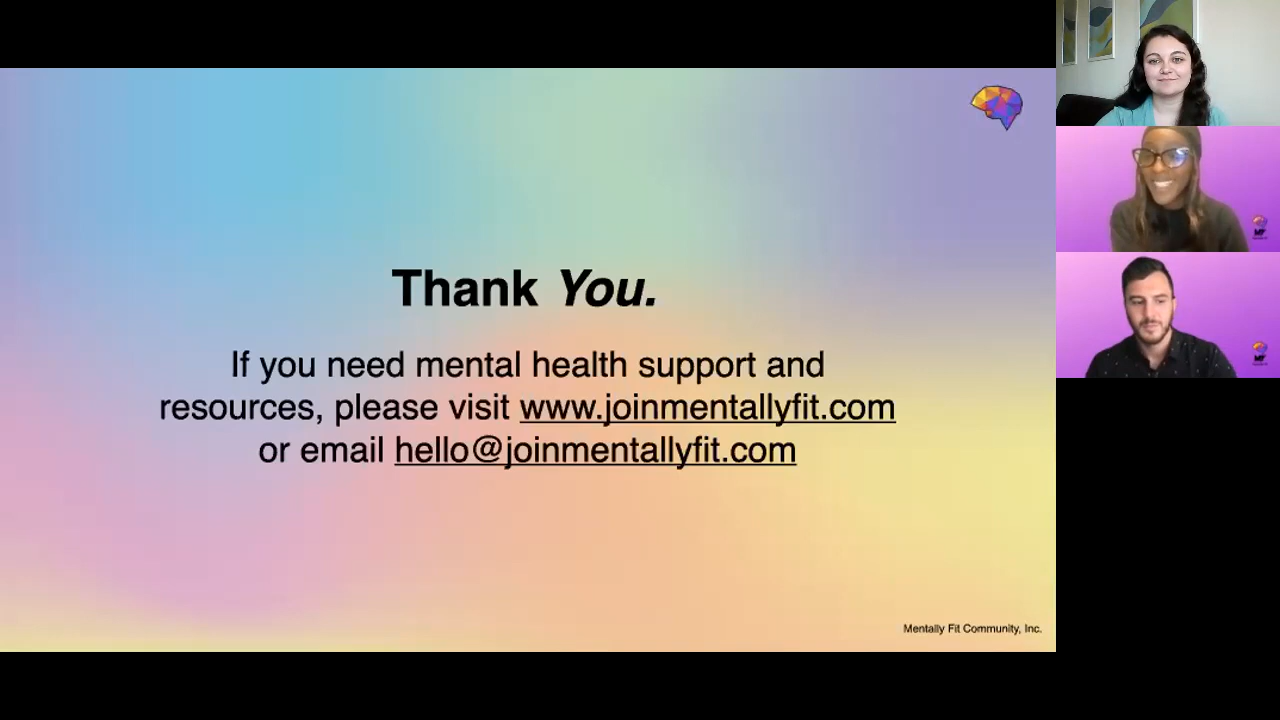 Thank You.
If you need mental health support and
resources, please visit www.joinmentallyfit.com
or email hello@joinmentallyfit.com
Mentally Fit Community, Inc.